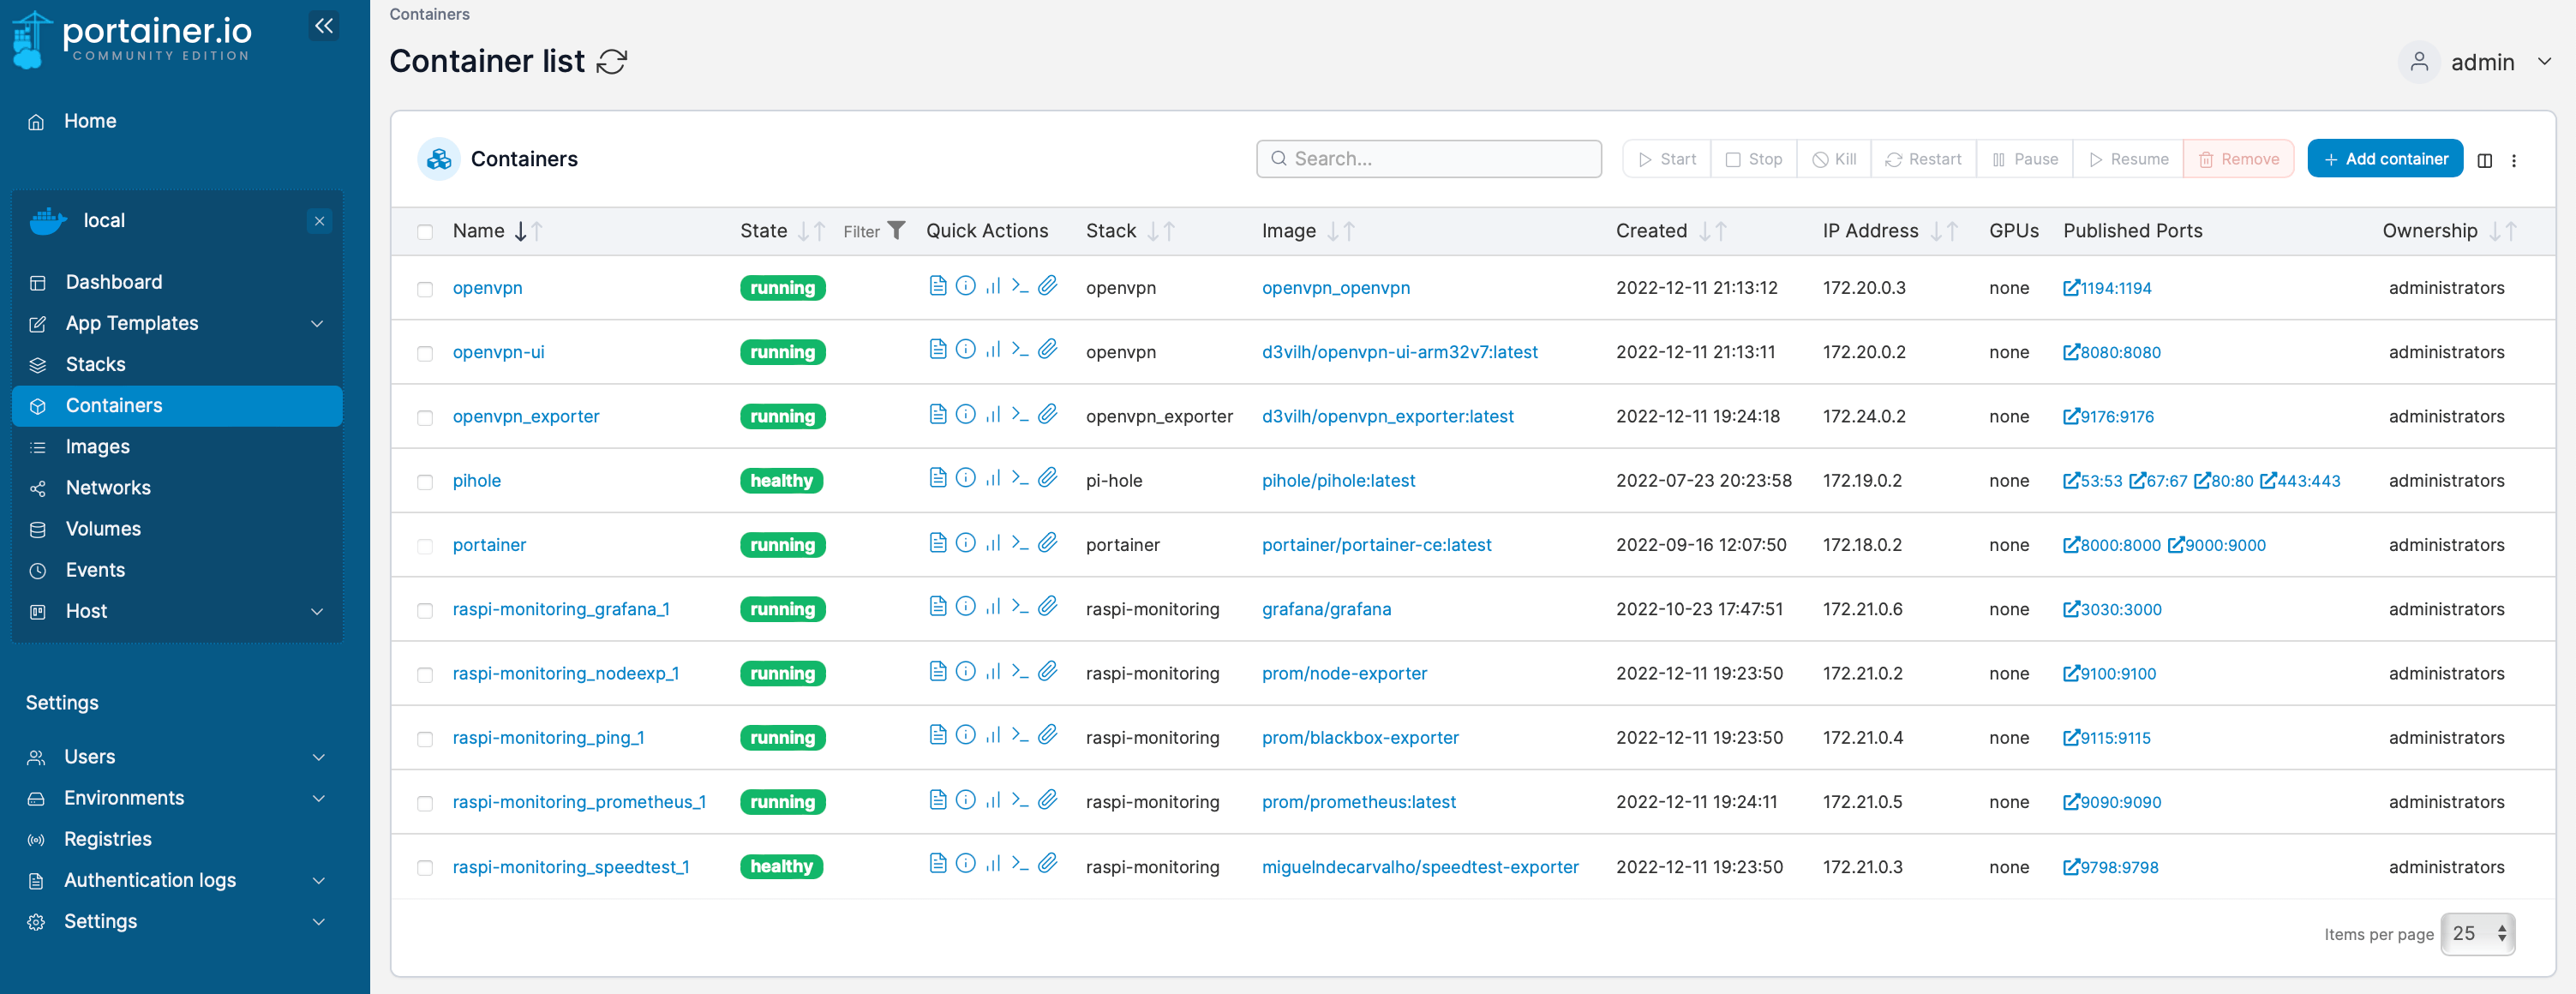 portainer.io
COMMUNITY EDITION
Home
local
Dashboard
App Templates
Stacks
Containers
Images
Networks
Volumes
Events
Host
Settings
Users
Environments
Registries
Authentication logs
Settings
Containers
Container list
admin
Containers Search... Start Stop Kill Restart Pause Resume Remove + Add container
Name State Filter Quick Actions Stack Image Created IP Address GPUs Published Ports Ownership
openvpn running openvpn openvpn_openvpn 2022-12-11 21:13:12 172.20.0.3 none 1194:1194 administrators
openvpn-ui running openvpn d3vilh/openvpn-ui-arm32v7:latest 2022-12-11 21:13:11 172.20.0.2 none 8080:8080 administrators
openvpn_exporter running openvpn_exporter d3vilh/openvpn_exporter:latest 2022-12-11 19:24:18 172.24.0.2 none 9176:9176 administrators
pihole healthy pi-hole pihole/pihole:latest 2022-07-23 20:23:58 172.19.0.2 none 53:53 67:67 80:80 443:443 administrators
portainer running portainer portainer/portainer-ce:latest 2022-09-16 12:07:50 172.18.0.2 none 8000:8000 9000:9000 administrators
raspi-monitoring_grafana_1 running raspi-monitoring grafana/grafana 2022-10-23 17:47:51 172.21.0.6 none 3030:3000 administrators
raspi-monitoring_nodeexp_1 running raspi-monitoring prom/node-exporter 2022-12-11 19:23:50 172.21.0.2 none 9100:9100 administrators
raspi-monitoring_ping_1 running raspi-monitoring prom/blackbox-exporter 2022-12-11 19:23:50 172.21.0.4 none 9115:9115 administrators
raspi-monitoring_prometheus_1 running raspi-monitoring prom/prometheus:latest 2022-12-11 19:24:11 172.21.0.5 none 9090:9090 administrators
raspi-monitoring_speedtest_1 healthy raspi-monitoring miguelndecarvalho/speedtest-exporter 2022-12-11 19:23:50 172.21.0.3 none 9798:9798 administrators
Items per page 25